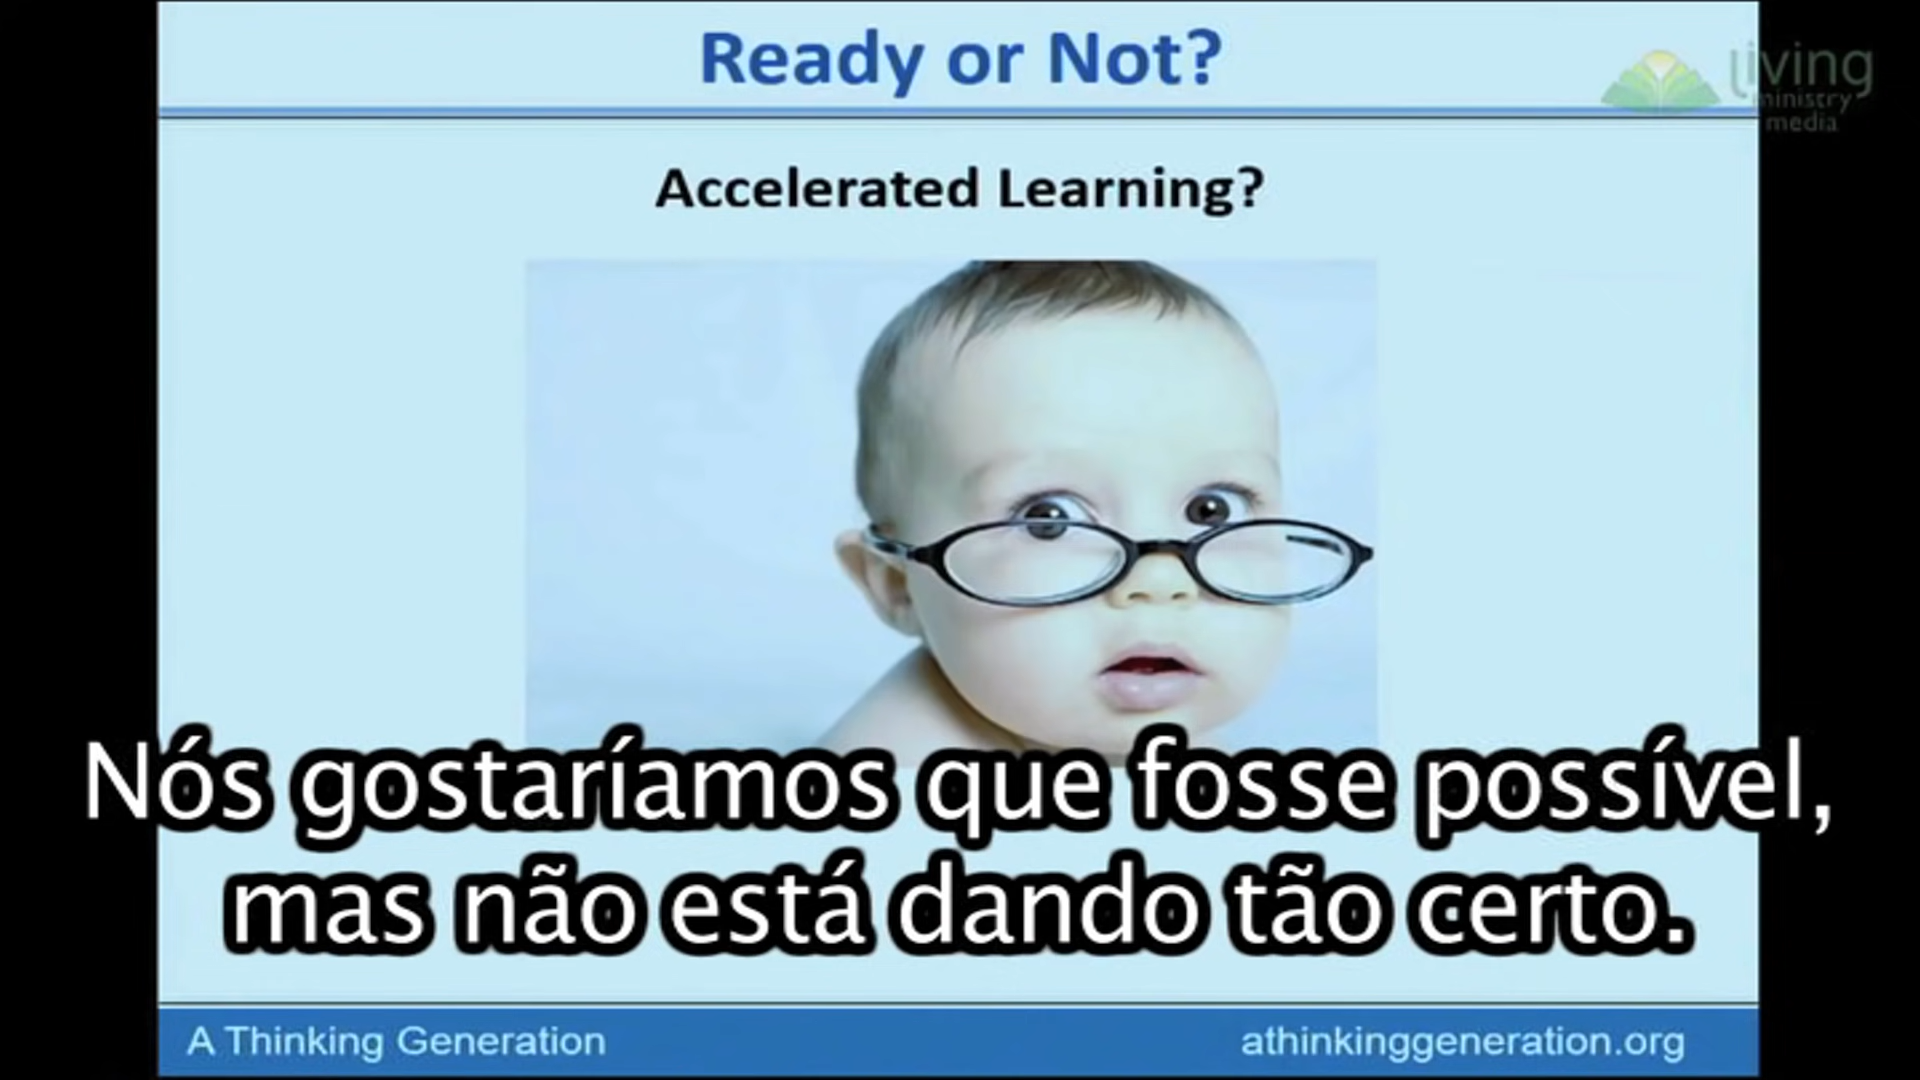 Ready or Not?
living
ministry
media
Accelerated Learning?
Nós gostaríamos que fosse possível,
mas não está dando tão certo.
A Thinking Generation
athinkinggeneration.org